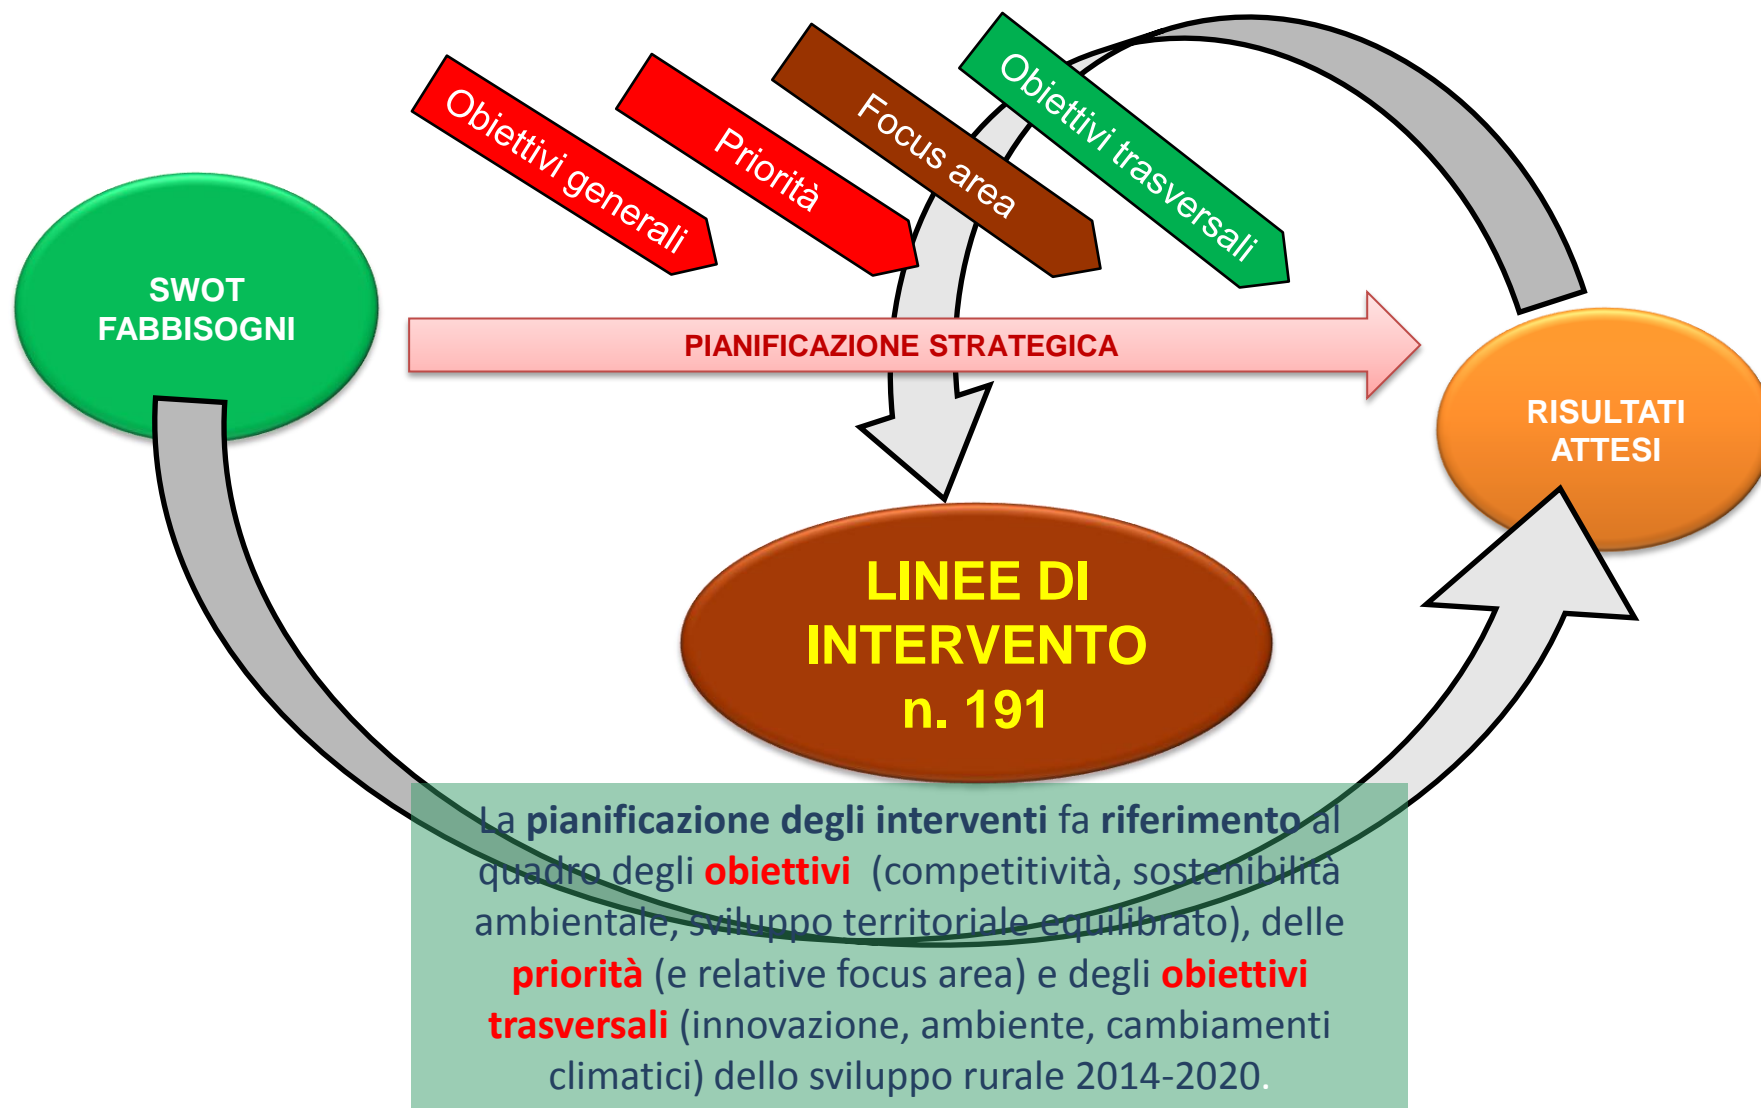 Obiettivi generali
Priorità
Focus area
Obiettivi trasversali
SWOT
FABBISOGNI
PIANIFICAZIONE STRATEGICA
RISULTATI
ATTESI
LINEE DI
INTERVENTO
n. 191
La pianificazione degli interventi fa riferimento al
quadro degli obiettivi (competitività, sostenibilità
ambientale, sviluppo territoriale equilibrato), delle
priorità (e relative focus area) e degli obiettivi
trasversali (innovazione, ambiente, cambiamenti
climatici) dello sviluppo rurale 2014-2020.